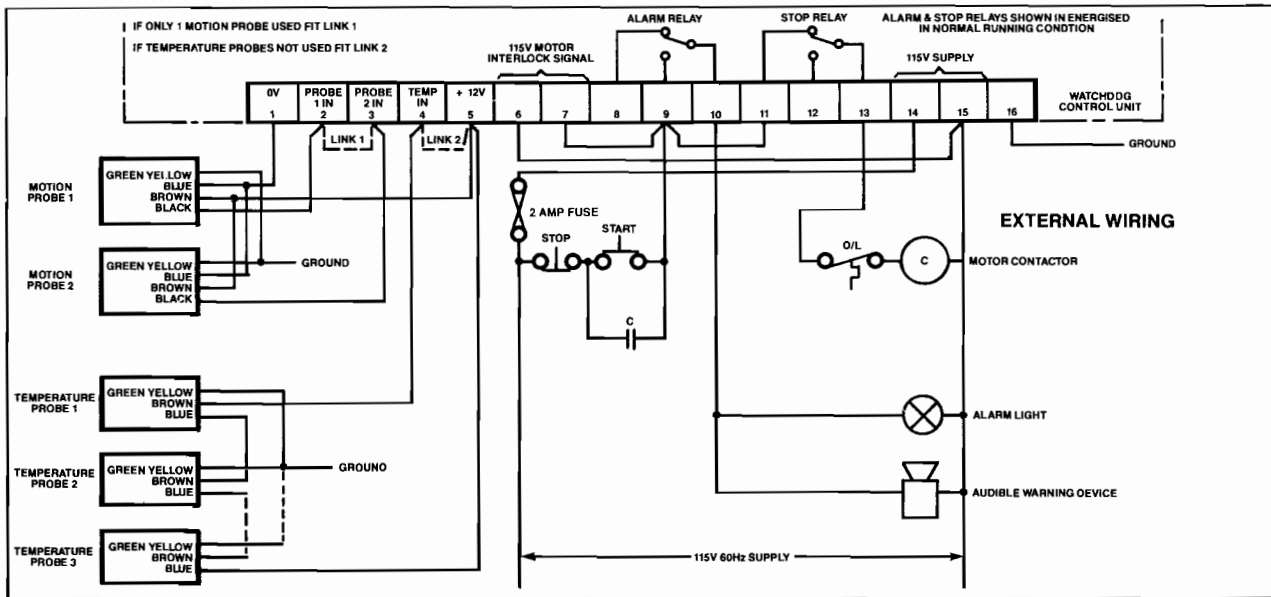 IF ONLY 1 MOTION PROBE USED FIT LINK 1
IF TEMPERATURE PROBES NOT USED FIT LINK 2
ALARM RELAY
STOP RELAY
ALARM & STOP RELAYS SHOWN IN ENERGISED
IN NORMAL RUNNING CONDITION
115V MOTOR
INTERLOCK SIGNAL
115V SUPPLY
0V
1
PROBE
1 IN
2
PROBE
2 IN
3
TEMP
IN
4
+ 12V
5
6
7
8
9
10
11
12
13
14
15
16
WATCHDDG
CONTROL UNIT
LINK 1
LINK 2
GROUND
MOTION
PROBE 1
GREEN YELLOW
BLUE
BROWN
BLACK
2 AMP FUSE
STOP
START
EXTERNAL WIRING
O/L
C
MOTOR CONTACTOR
MOTION
PROBE 2
GREEN YELLOW
BLUE
BROWN
BLACK
GROUND
C
TEMPERATURE
PROBE 1
GREEN YELLOW
BROWN
BLUE
ALARM LIGHT
TEMPERATURE
PROBE 2
GREEN YELLOW
BROWN
BLUE
GROUNO
AUDIBLE WARNING OEVICE
TEMPERATURE
PROBE 3
GREEN YELLOW
BROWN
BLUE
115V 60Hz SUPPLY